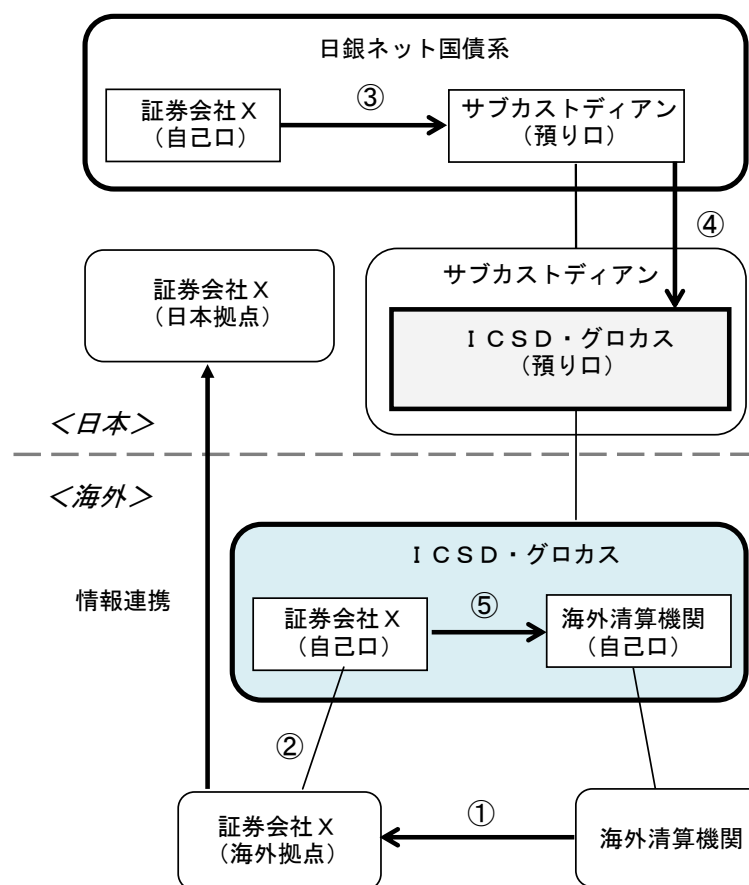 日銀ネット国債系
証券会社Ⅹ
（自己口）
③
サブカストディアン
（預り口）
④
証券会社Ⅹ
（日本拠点）
サブカストディアン
ＩＣＳＤ・グロカス
（預り口）
＜日本＞
＜海外＞
ＩＣＳＤ・グロカス
情報連携
証券会社Ⅹ
（自己口）
⑤
海外清算機関
（自己口）
②
①
証券会社Ⅹ
（海外拠点）
海外清算機関